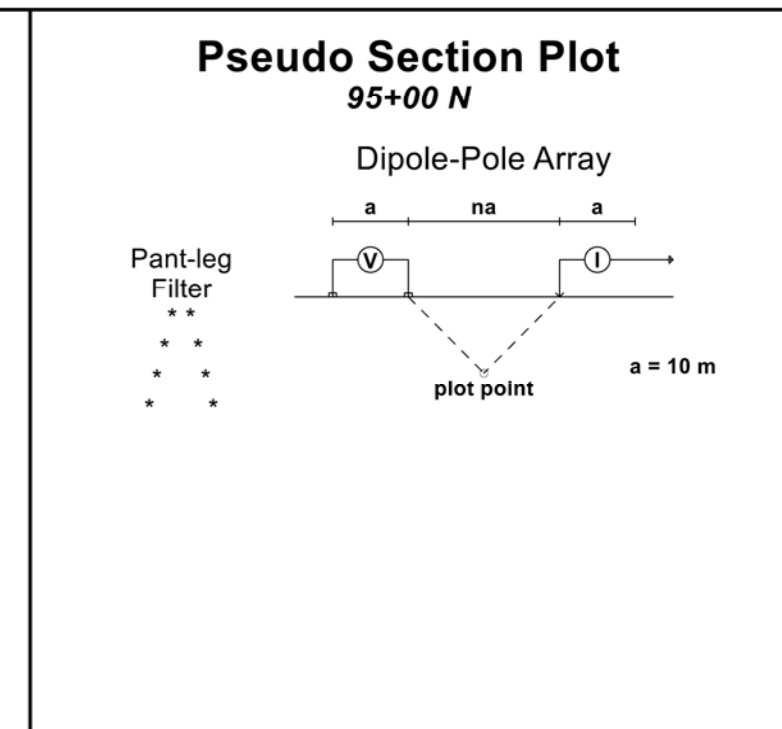 Pseudo Section Plot
95+00 N
Dipole-Pole Array
a na a
Pant-leg
Filter
* *
* *
* *
* *
V I
plot point
a = 10 m